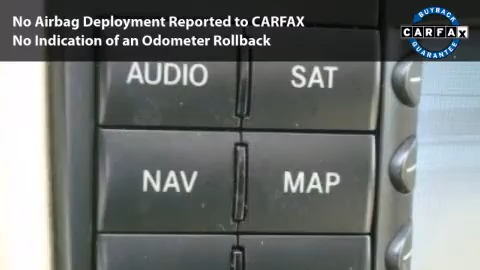 No Airbag Deployment Reported to CARFAX
No Indication of an Odometer Rollback
BUYBACK
CARFAX
GUARANTEE
AUDIO SAT
NAV MAP